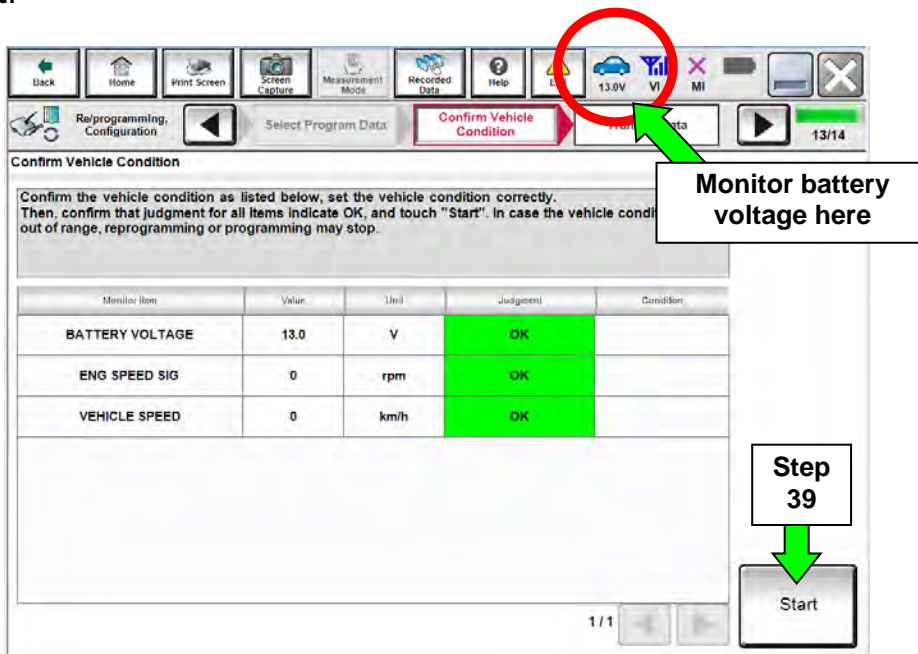 Back Home Print Screen Screen Capture Measurement Mode Recorded Data Help 13.0V VI MI
Re/programming, Configuration Select Program Data Confirm Vehicle Condition 13/14
Confirm Vehicle Condition
Monitor battery
voltage here
Confirm the vehicle condition as listed below, set the vehicle condition correctly.
Then, confirm that judgment for all items indicate OK, and touch "Start". In case the vehicle
out of range, reprogramming or programming may stop.
Monitor Item Value Unit Judgment Condition
BATTERY VOLTAGE 13.0 V OK
ENG SPEED SIG 0 rpm OK
VEHICLE SPEED 0 km/h OK
Step
39
Start
1/1